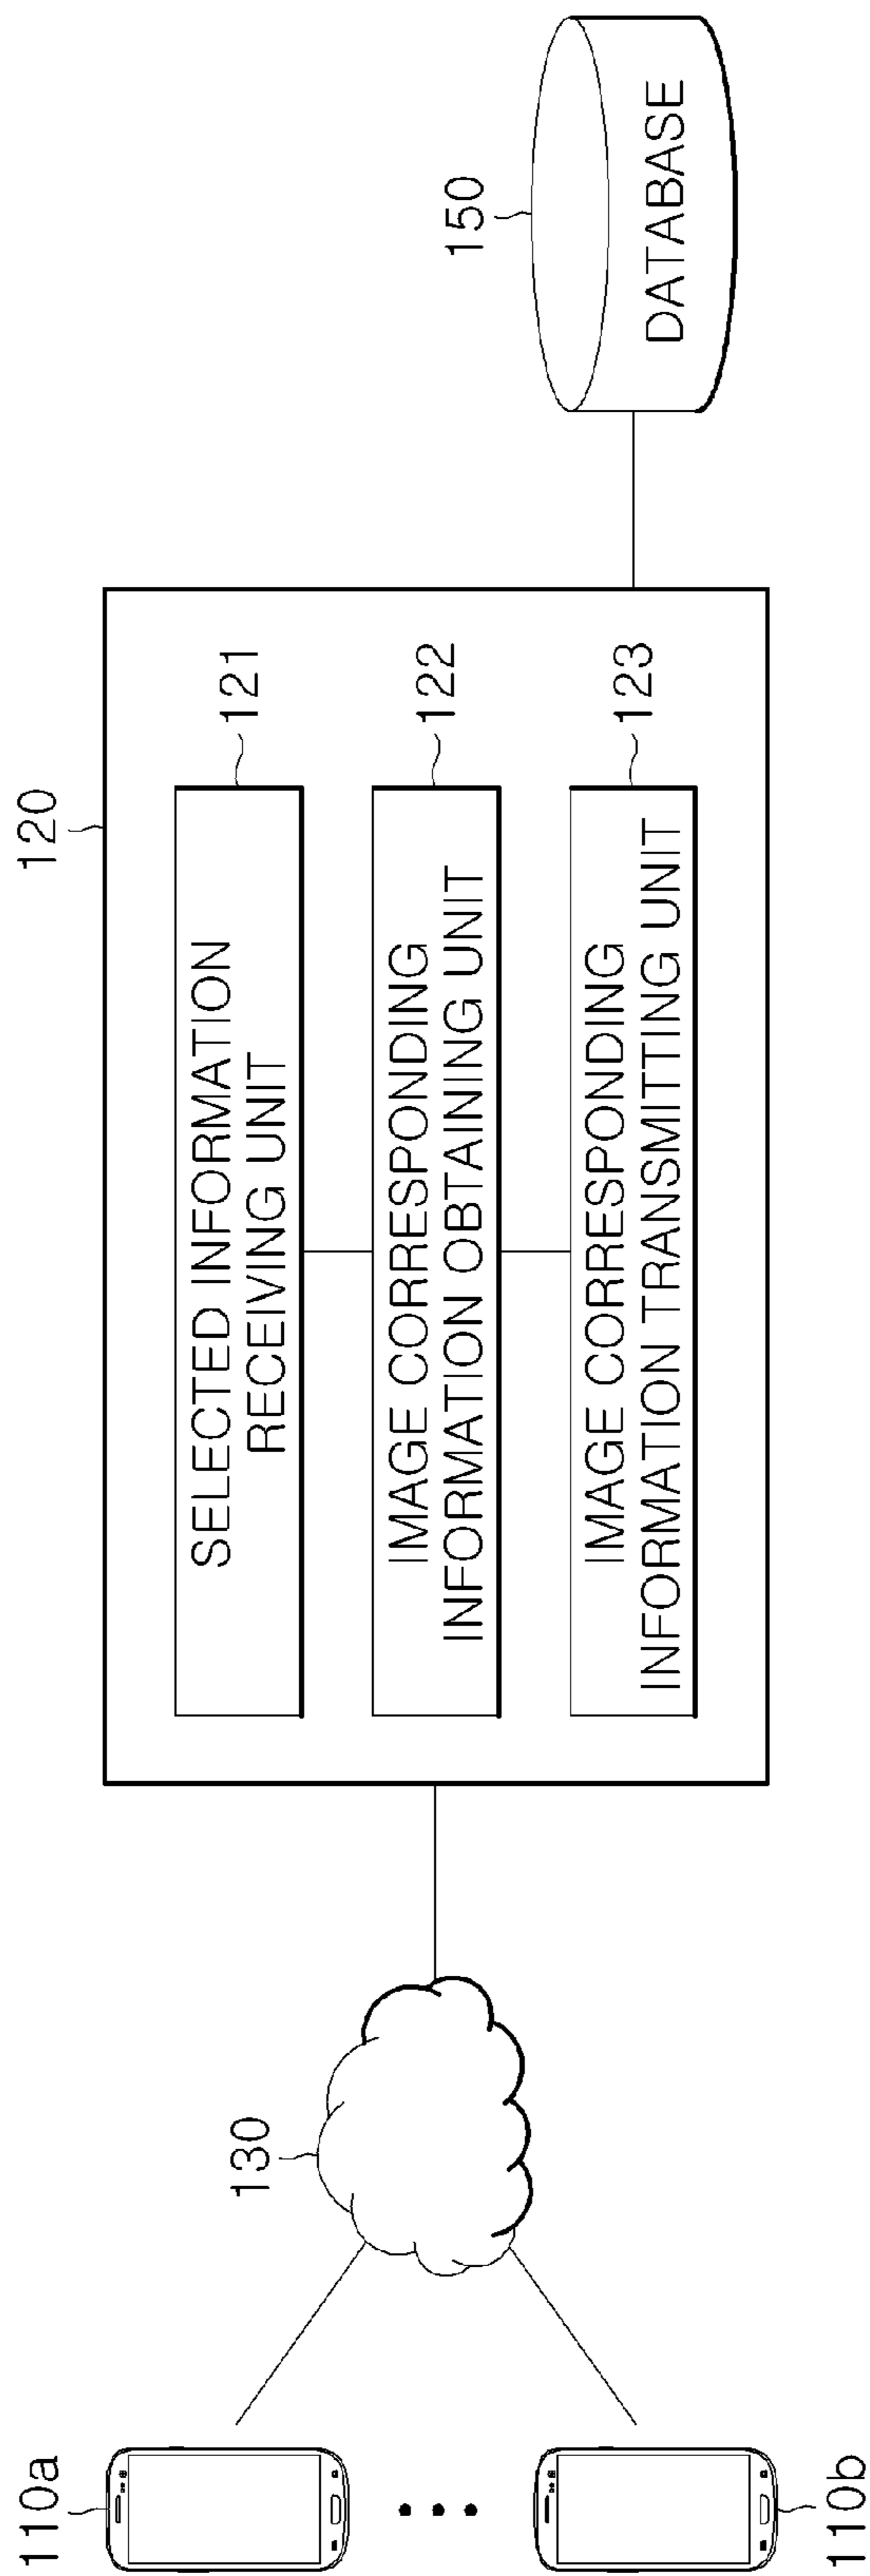 110a
110b
130
120
SELECTED INFORMATION
RECEIVING UNIT
121
IMAGE CORRESPONDING
INFORMATION OBTAINING UNIT
122
IMAGE CORRESPONDING
INFORMATION TRANSMITTING UNIT
123
150
DATABASE